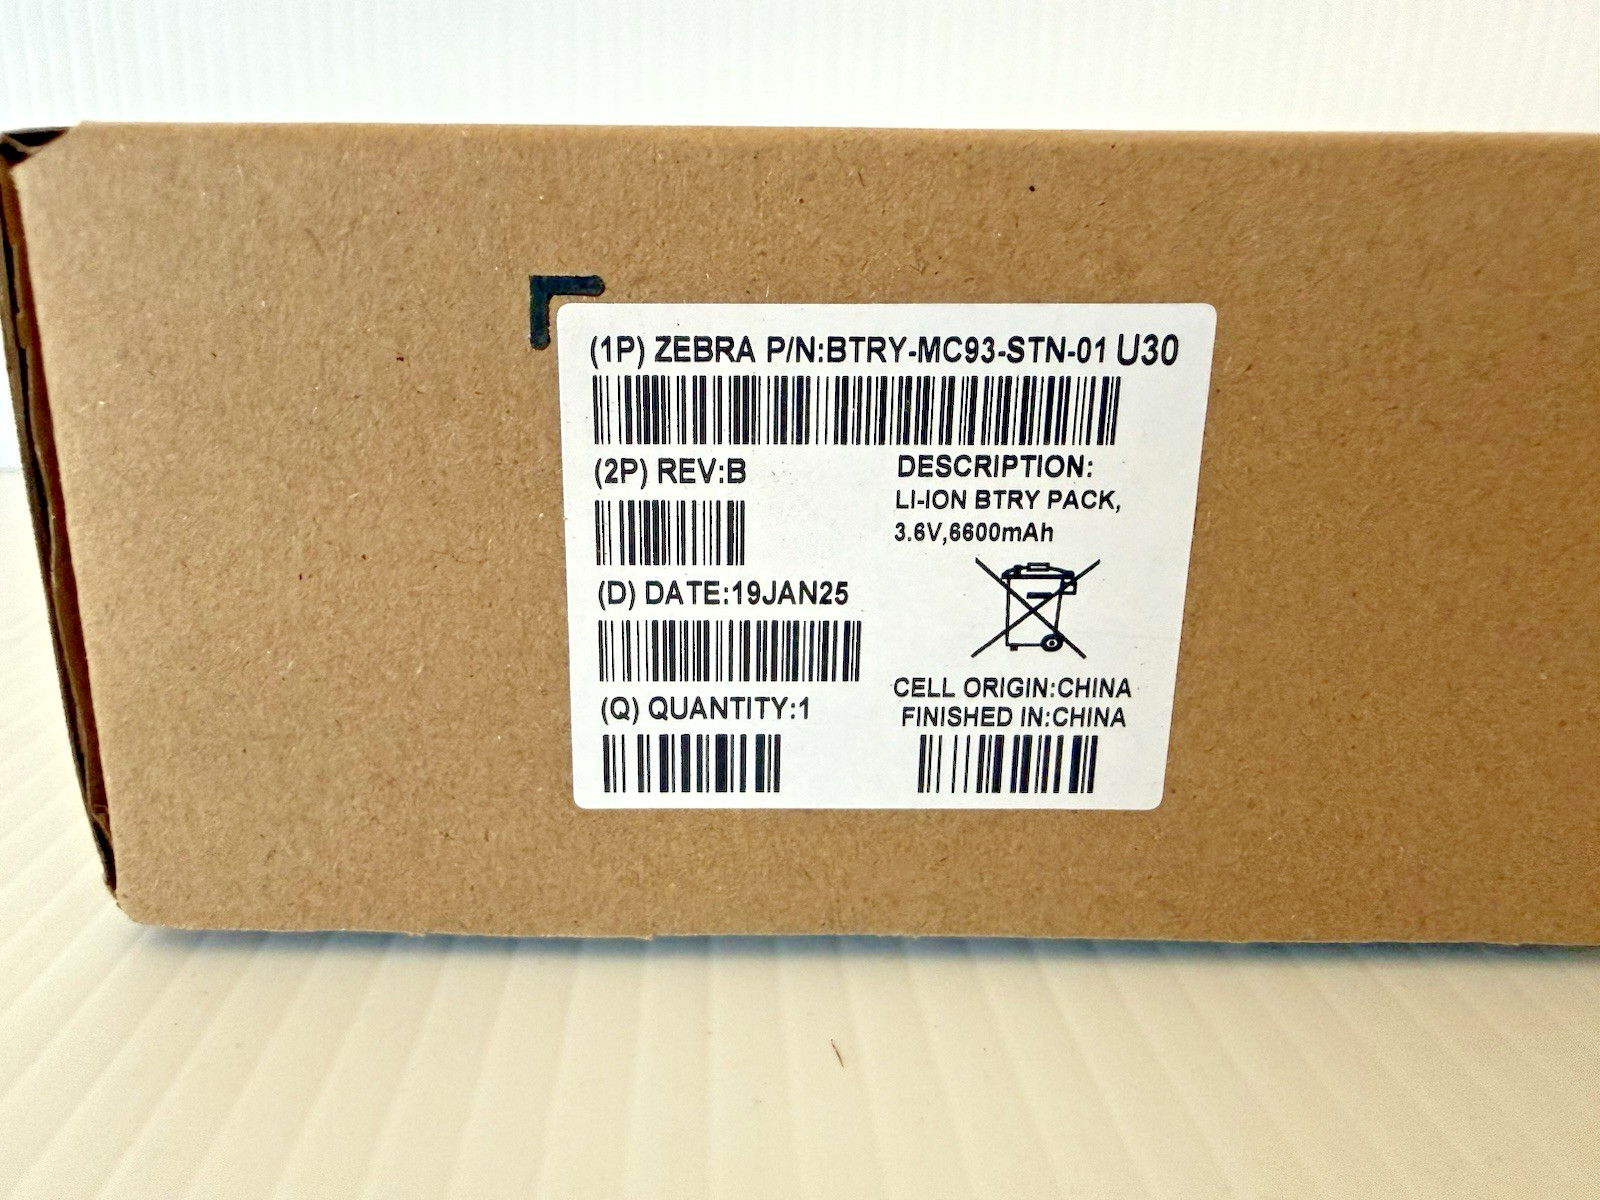 (1P) ZEBRA P/N:BTRY-MC93-STN-01 U30
(2P) REV:B
(D) DATE:19JAN25
(Q) QUANTITY:1
DESCRIPTION:
LI-ION BTRY PACK,
3.6V,6600mAh
CELL ORIGIN:CHINA
FINISHED IN:CHINA